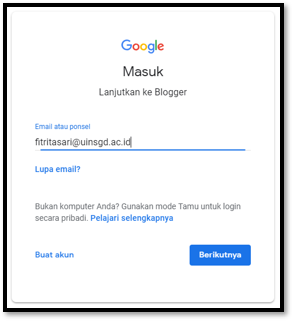 Google
Masuk
Lanjutkan ke Blogger
Email atau ponsel
fitritasari@uinsgd.ac.id
Lupa email?
Bukan komputer Anda? Gunakan mode Tamu untuk login
secara pribadi. Pelajari selengkapnya
Buat akun
Berikutnya